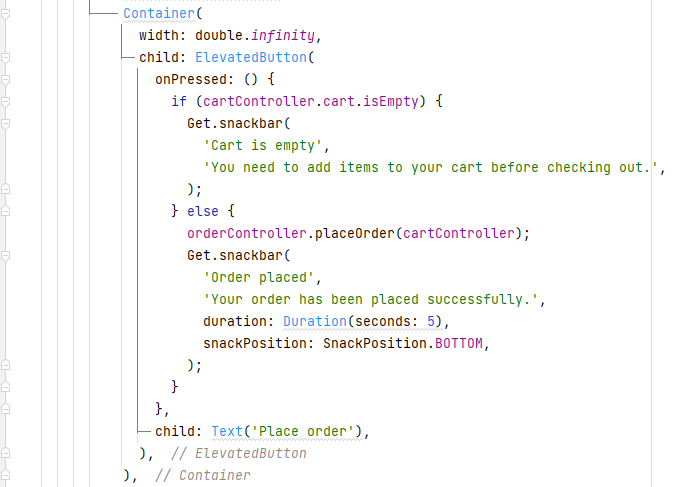 Container(
width: double.infinity,
child: ElevatedButton(
onPressed: () {
if (cartController.cart.isEmpty) {
Get.snackbar(
'Cart is empty',
'You need to add items to your cart before checking out.',
);
} else {
orderController.placeOrder(cartController);
Get.snackbar(
'Order placed',
'Your order has been placed successfully.',
duration: Duration(seconds: 5),
snackPosition: SnackPosition.BOTTOM,
);
}
},
child: Text('Place order'),
), // ElevatedButton
), // Container